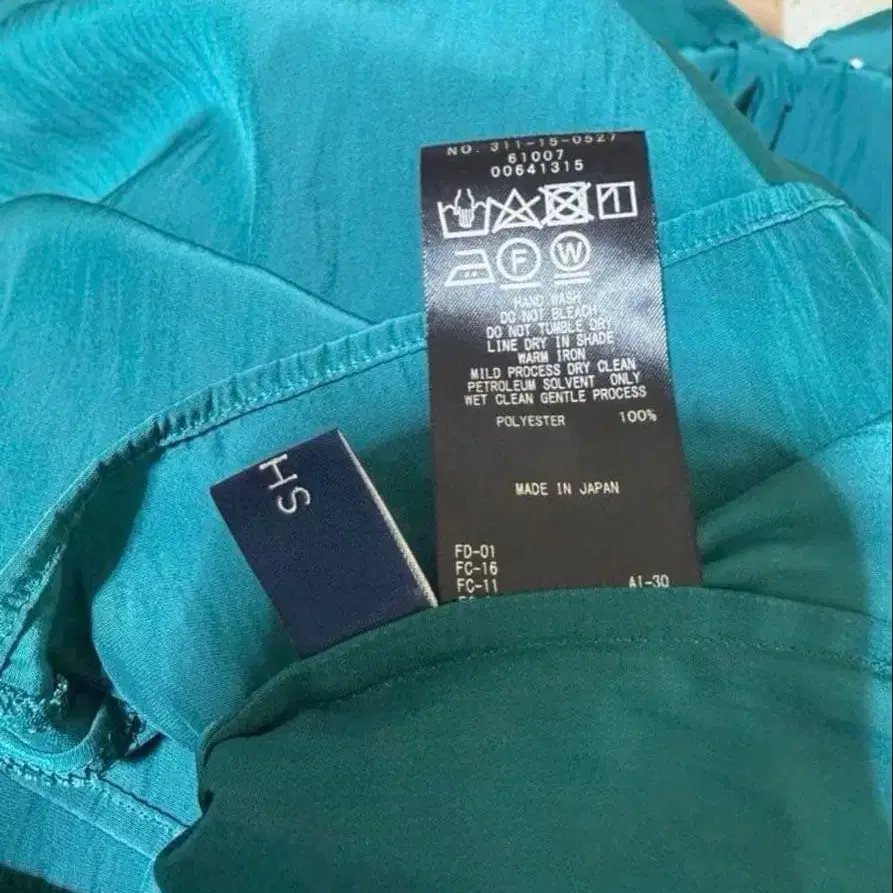 NO. 311-15-0527
61007
00641315
F W
HAND WASH
DO NOT BLEACH
DO NOT TUMBLE DRY
LINE DRY IN SHADE
WARM IRON
MILD PROCESS DRY CLEAN
PETROLEUM SOLVENT ONLY
WET CLEAN GENTLE PROCESS
POLYESTER 100%
MADE IN JAPAN
FD-01
FC-16
FC-11 AI-30
HS